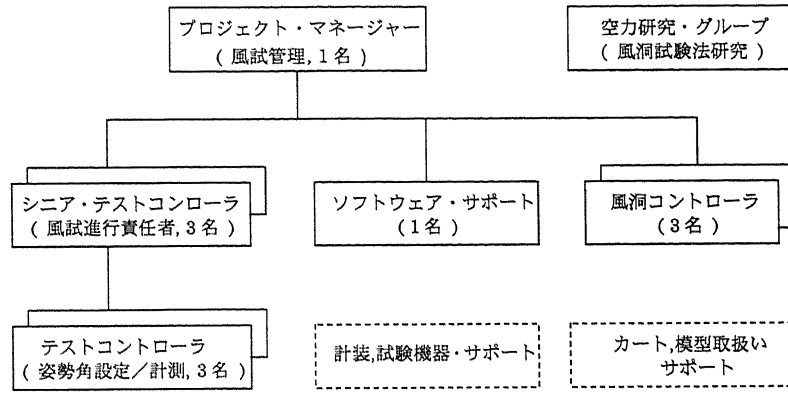 プロジェクト・マネージャー
( 風試管理, 1 名 )
空力研究・グループ
( 風洞試験法研究 )
シニア・テストコンローラ
( 風試進行責任者, 3 名 )
ソフトウェア・サポート
(1 名 )
風洞コントローラ
(3 名 )
テストコントローラ
( 姿勢角設定／計測, 3 名 )
計装,試験機器・サポート
カート,模型取扱い
サポート